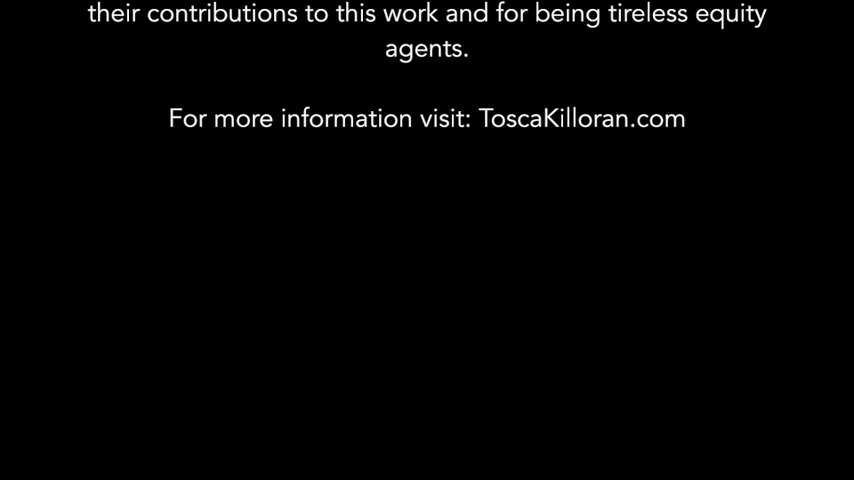 their contributions to this work and for being tireless equity
agents.
For more information visit: ToscaKilloran.com